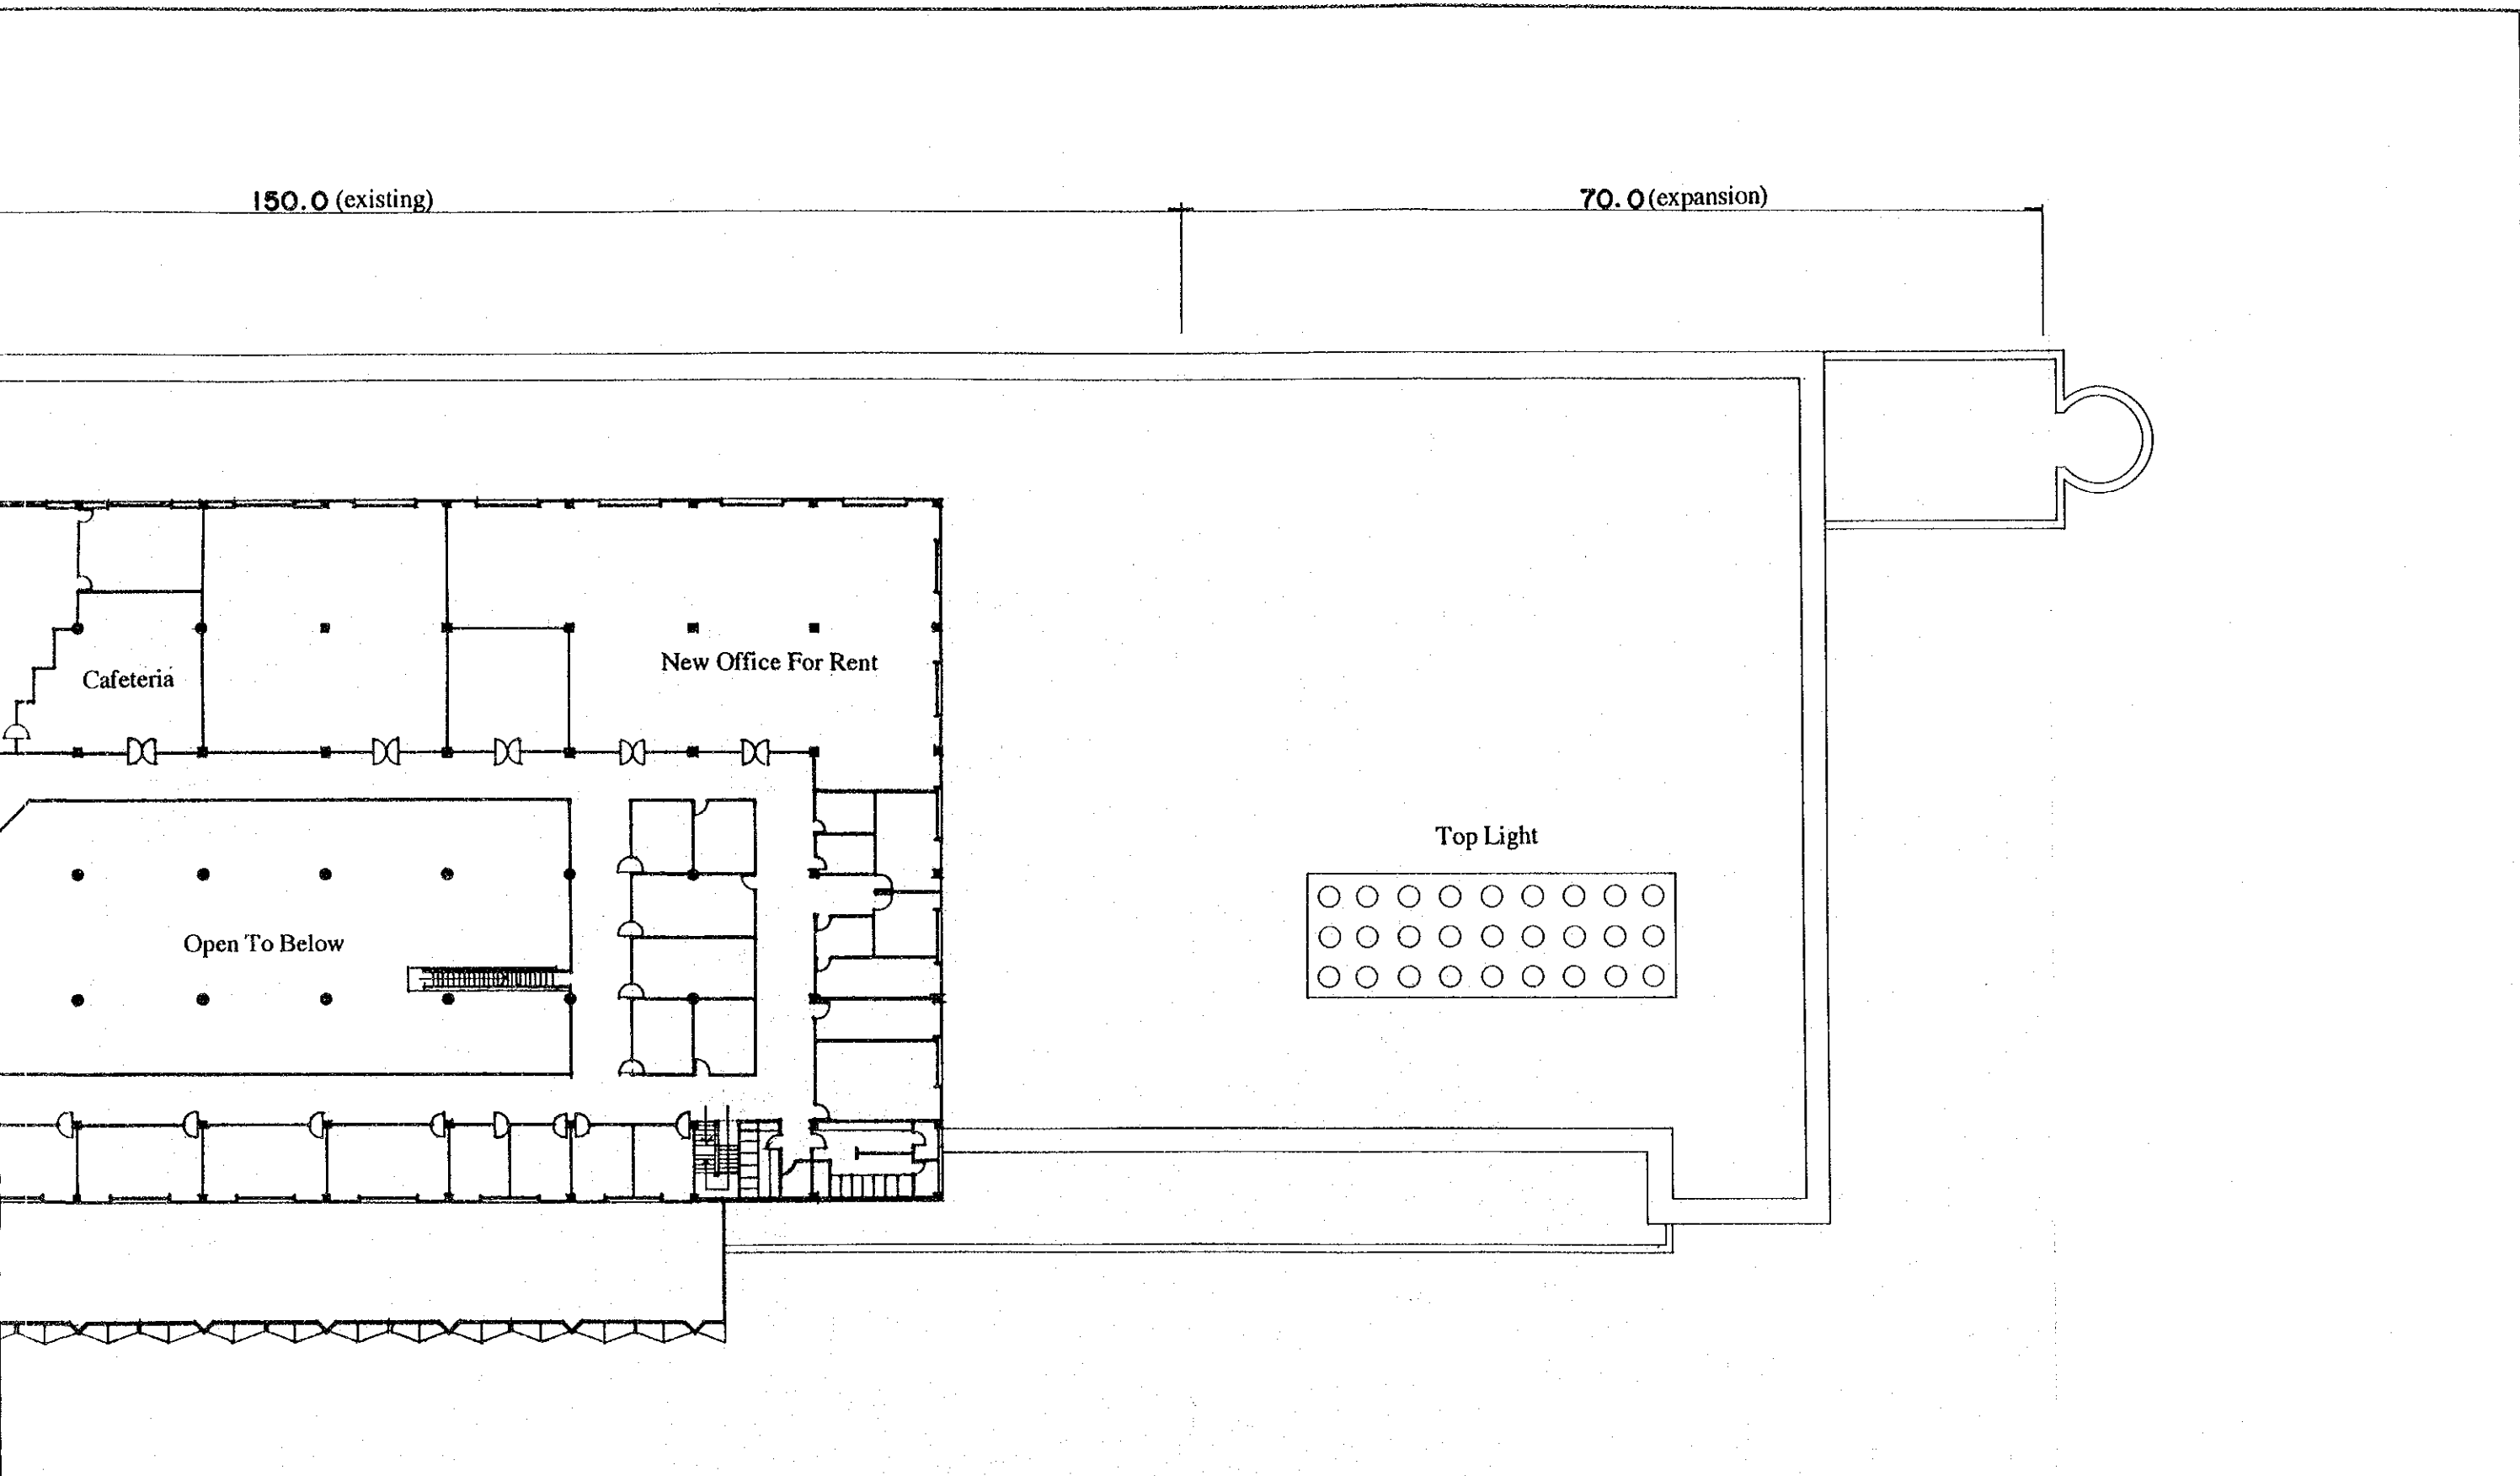 150.0 (existing)
70.0 (expansion)
New Office For Rent
Cafeteria
Top Light
Open To Below